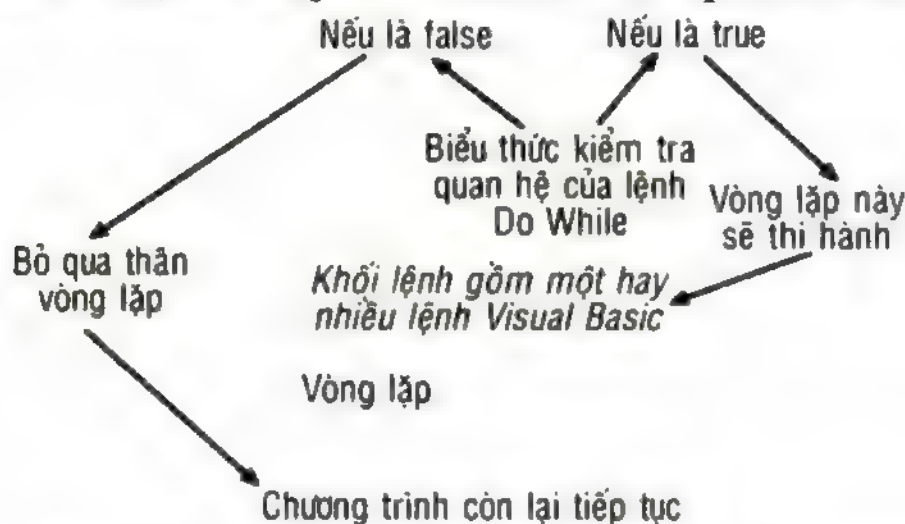 Nếu là false
Nếu là true
Biểu thức kiểm tra
quan hệ của lệnh
Do While
Vòng lặp này
sẽ thi hành
Bỏ qua thân
vòng lặp
Khối lệnh gồm một hay
nhiều lệnh Visual Basic
Vòng lặp
Chương trình còn lại tiếp tục